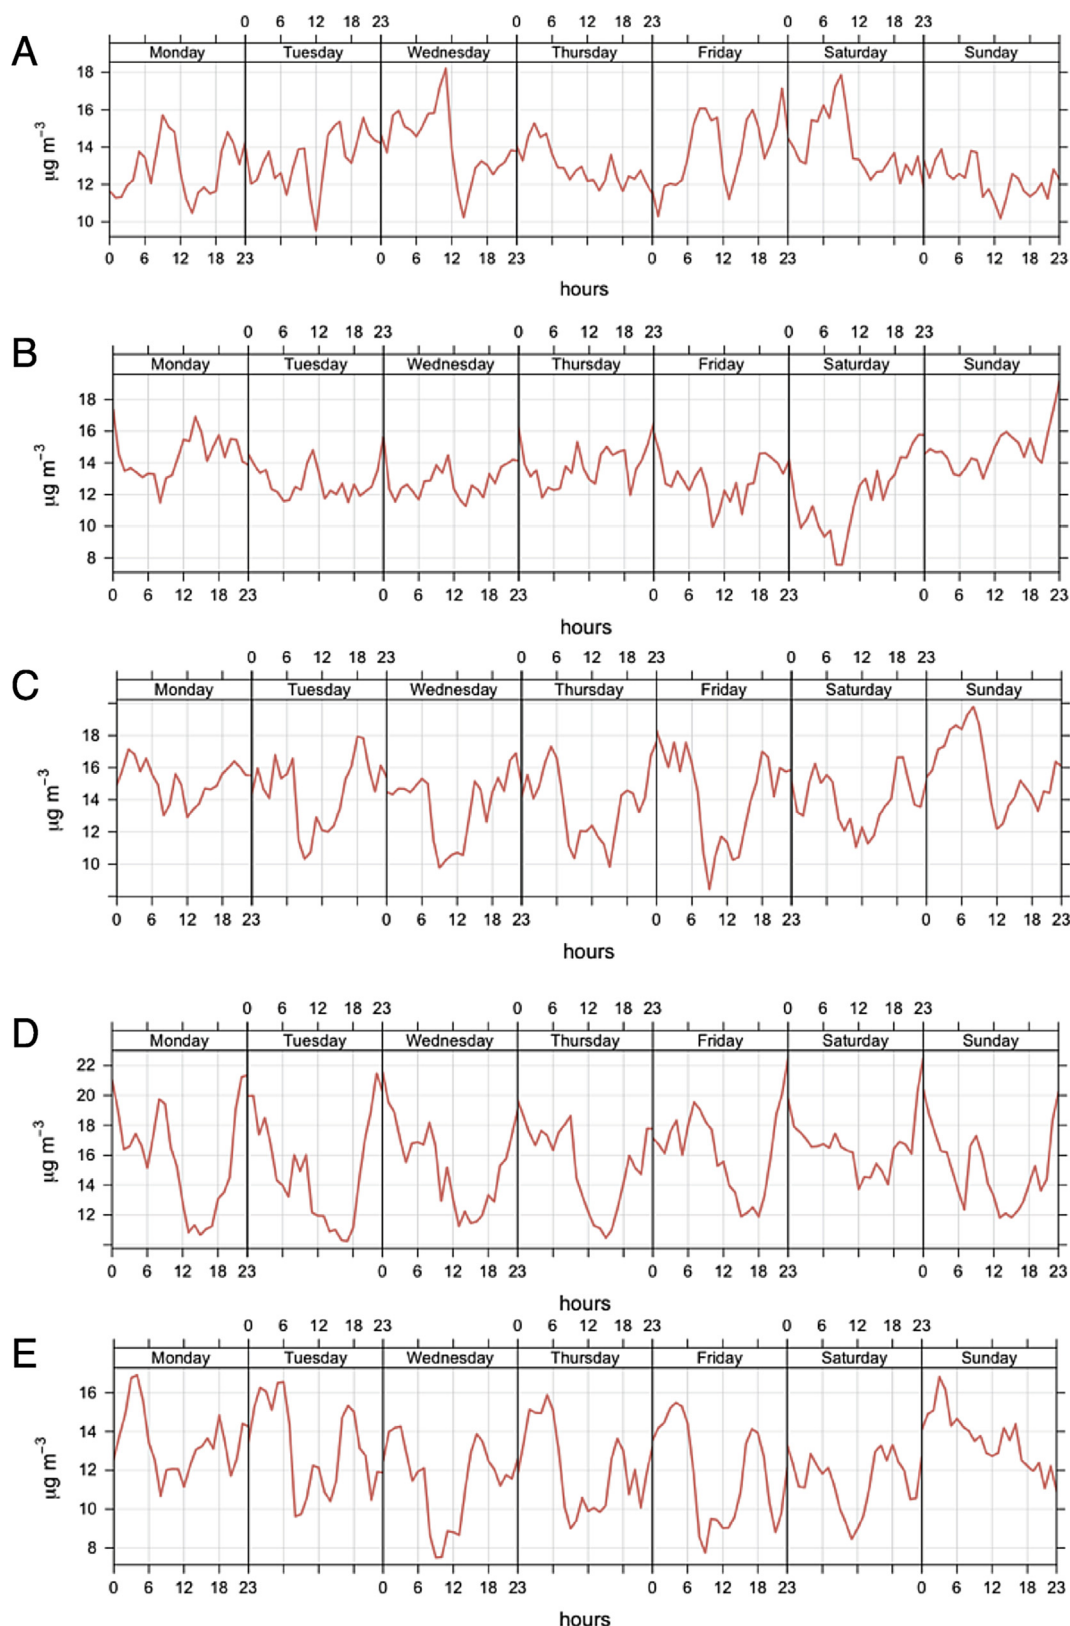 0 6 12 18 23 0 6 12 18 23 0 6 12 18 23
A
Monday Tuesday Wednesday Thursday Friday Saturday Sunday
18
16
14
12
10
μg m⁻³
0 6 12 18 23 0 6 12 18 23 0 6 12 18 23 0 6 12 18 23
hours
0 6 12 18 23 0 6 12 18 23 0 6 12 18 23
B
Monday Tuesday Wednesday Thursday Friday Saturday Sunday
18
16
14
12
10
8
μg m⁻³
0 6 12 18 23 0 6 12 18 23 0 6 12 18 23 0 6 12 18 23
hours
0 6 12 18 23 0 6 12 18 23 0 6 12 18 23
C
Monday Tuesday Wednesday Thursday Friday Saturday Sunday
18
16
14
12
10
μg m⁻³
0 6 12 18 23 0 6 12 18 23 0 6 12 18 23 0 6 12 18 23
hours
0 6 12 18 23 0 6 12 18 23 0 6 12 18 23
D
Monday Tuesday Wednesday Thursday Friday Saturday Sunday
22
20
18
16
14
12
μg m⁻³
0 6 12 18 23 0 6 12 18 23 0 6 12 18 23 0 6 12 18 23
hours
0 6 12 18 23 0 6 12 18 23 0 6 12 18 23
E
Monday Tuesday Wednesday Thursday Friday Saturday Sunday
16
14
12
10
8
μg m⁻³
0 6 12 18 23 0 6 12 18 23 0 6 12 18 23 0 6 12 18 23
hours